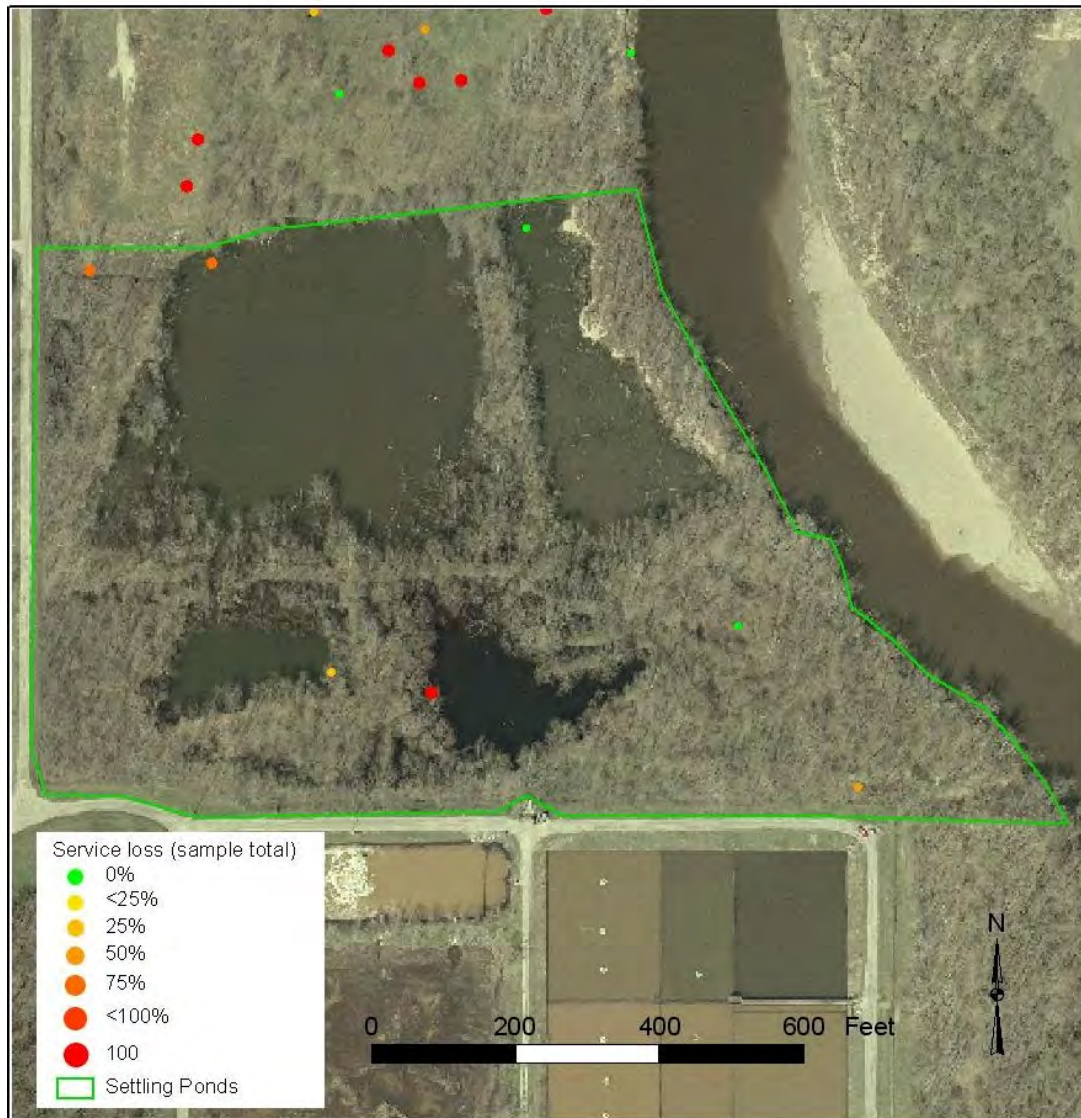 Service loss (sample total)
0%
<25%
25%
50%
75%
<100%
100
Settling Ponds
0 200 400 600 Feet
N